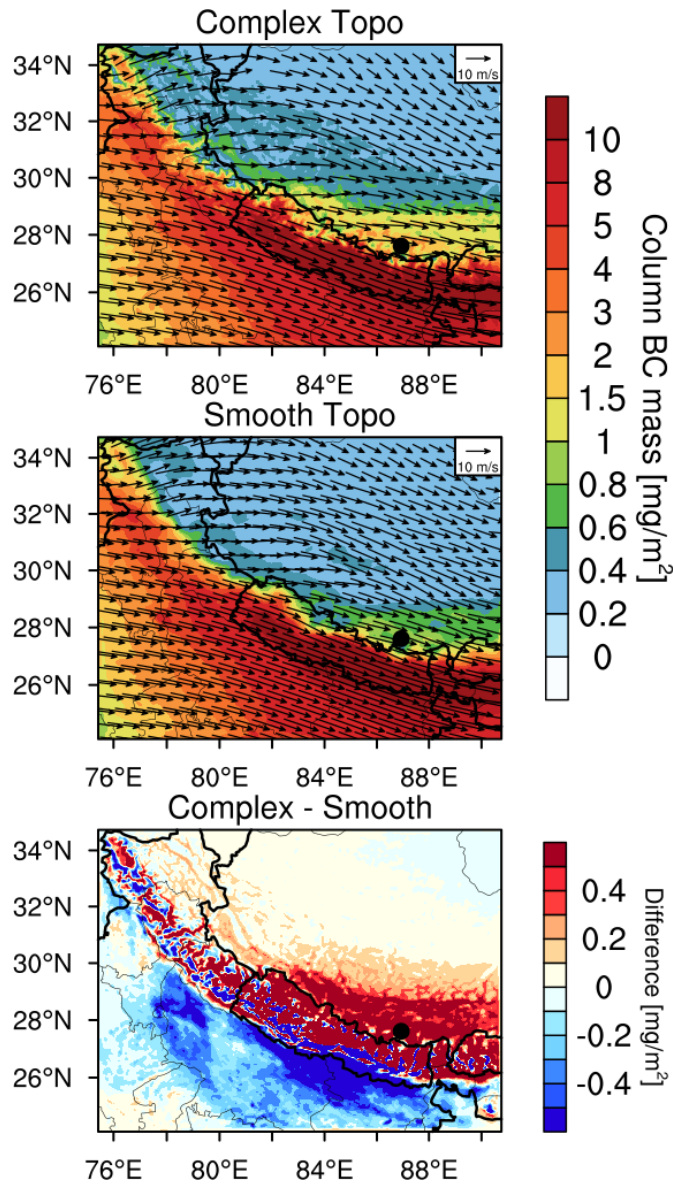 Complex Topo
34°N
32°N
30°N
28°N
26°N
10 m/s
76°E 80°E 84°E 88°E
Smooth Topo
34°N
32°N
30°N
28°N
26°N
10 m/s
76°E 80°E 84°E 88°E
10
8
5
4
3
2
1.5
1
0.8
0.6
0.4
0.2
0
Column BC mass [mg/m²]
Complex - Smooth
34°N
32°N
30°N
28°N
26°N
76°E 80°E 84°E 88°E
0.4
0.2
0
-0.2
-0.4
Difference [mg/m²]